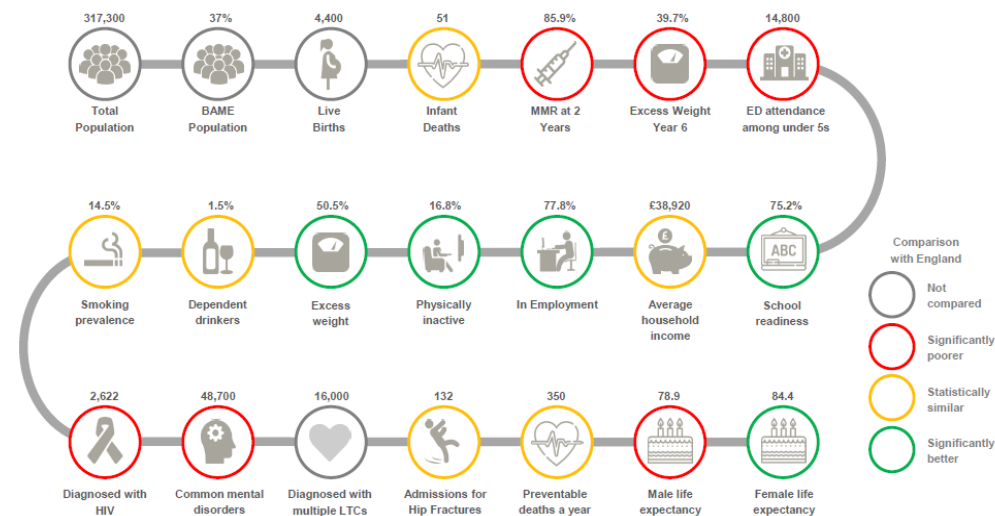 317,300
37%
4,400
51
85.9%
39.7%
14,800
Total
Population
BAME
Population
Live
Births
Infant
Deaths
MMR at 2
Years
Excess Weight
Year 6
ED attendance
among under 5s
14.5%
1.5%
50.5%
16.8%
77.8%
£38,920
75.2%
£
ABC
Smoking
prevalence
Dependent
drinkers
Excess
weight
Physically
inactive
In Employment
Average
household
income
School
readiness
2,622
48,700
16,000
132
350
78.9
84.4
Diagnosed with
HIV
Common mental
disorders
Diagnosed with
multiple LTCs
Admissions for
Hip Fractures
Preventable
deaths a year
Male life
expectancy
Female life
expectancy
Comparison
with England
Not
compared
Significantly
poorer
Statistically
similar
Significantly
better